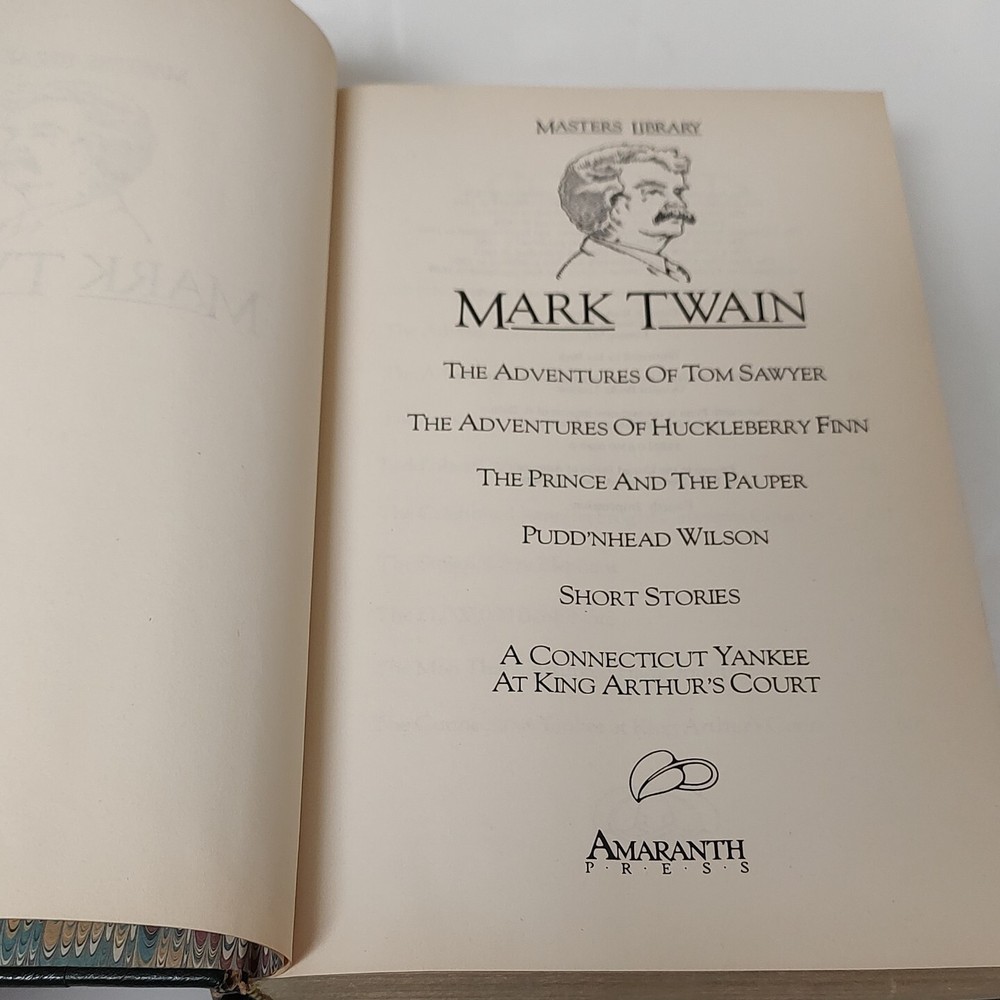 MASTERS LIBRARY
MARK TWAIN
THE ADVENTURES OF TOM SAWYER
THE ADVENTURES OF HUCKLEBERRY FINN
THE PRINCE AND THE PAUPER
PUDD'NHEAD WILSON
SHORT STORIES
A CONNECTICUT YANKEE
AT KING ARTHUR'S COURT
AMARANTH
P·R·E·S·S